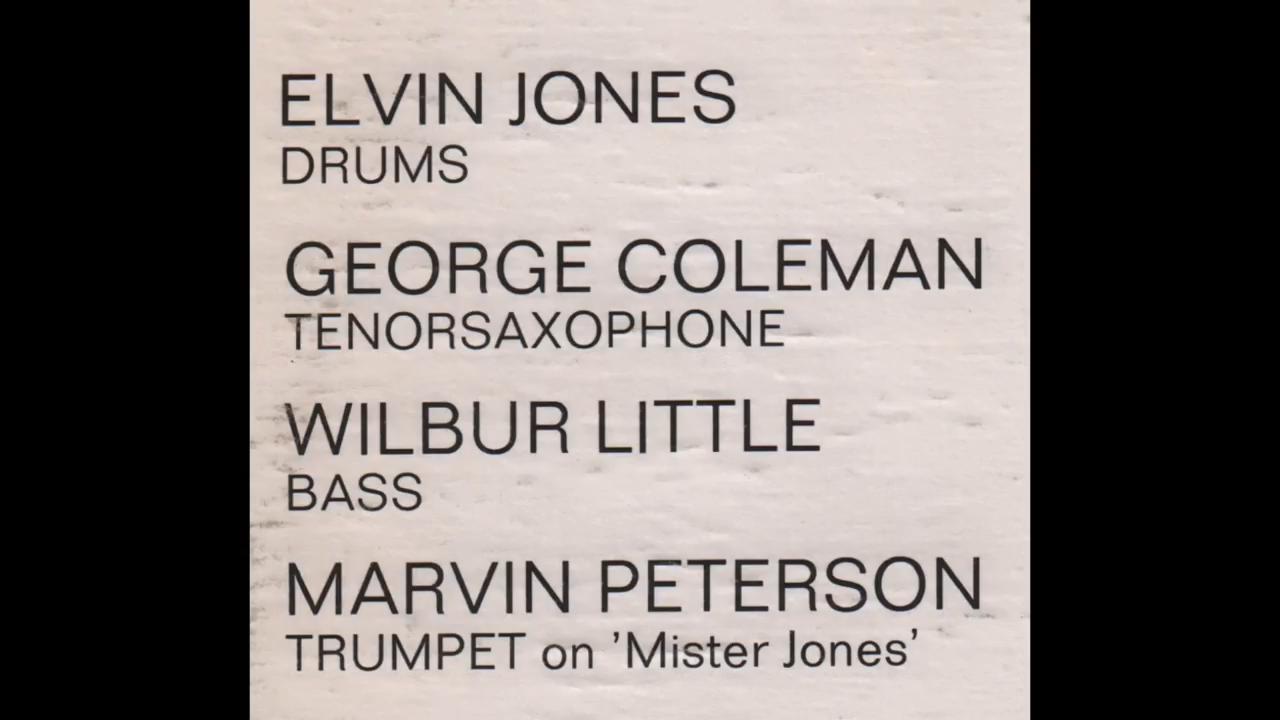 ELVIN JONES
DRUMS
GEORGE COLEMAN
TENORSAXOPHONE
WILBUR LITTLE
BASS
MARVIN PETERSON
TRUMPET on 'Mister Jones'